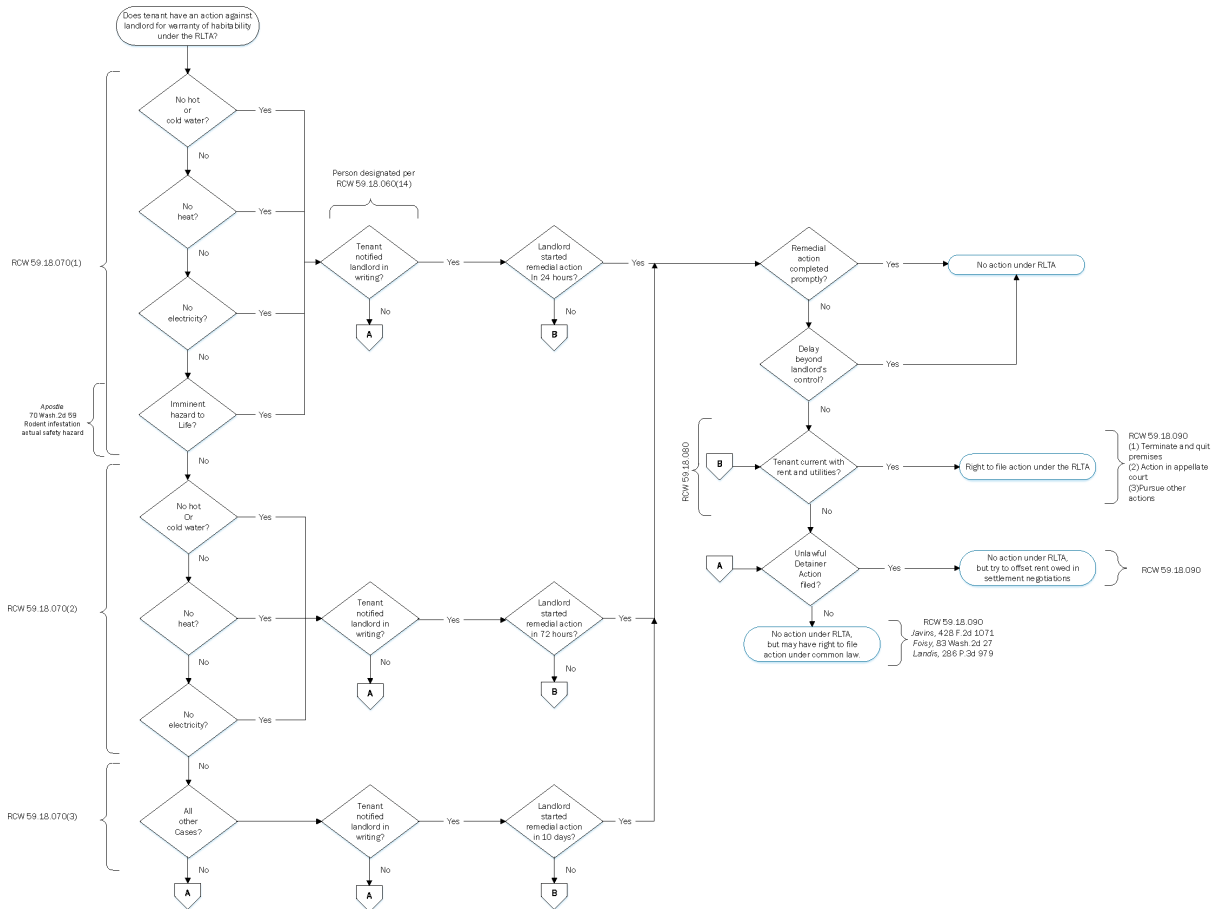 Does tenant have an action against
landlord for warranty of habitability
under the RLTA?
No hot
or
cold water?
Yes
No
No
heat?
Yes
No
RCW 59.18.070(1)
No
electricity?
Yes
No
Apostle
70 Wash.2d 59
Rodent infestation
actual safety hazard
Imminent
hazard to
Life?
Yes
No
Person designated per
RCW 59.18.060(14)
Tenant
notified
landlord in
writing?
Yes
No
A
Landlord
started
remedial action
In 24 hours?
Yes
No
B
RCW 59.18.070(2)
No hot
Or
cold water?
Yes
No
No
heat?
Yes
No
No
electricity?
Yes
No
Tenant
notified
landlord in
writing?
Yes
No
A
Landlord
started
remedial action
in 72 hours?
Yes
No
B
RCW 59.18.070(3)
All
other
Cases?
No
A
Tenant
notified
landlord in
writing?
Yes
No
A
Landlord
started
remedial action
in 10 days?
Yes
No
B
Remedial
action
completed
promptly?
Yes
No action under RLTA
No
Delay
beyond
landlord's
control?
Yes
No
RCW 59.18.080
B
Tenant current with
rent and utilities?
Yes
Right to file action under the RLTA
RCW 59.18.090
(1) Terminate and quit
premises
(2) Action in appellate
court
(3)Pursue other
actions
No
A
Unlawful
Detainer
Action
filed?
Yes
No action under RLTA,
but try to offset rent owed in
settlement negotiations
RCW 59.18.090
No
No action under RLTA,
but may have right to file
action under common law.
RCW 59.18.090
Javins, 428 F.2d 1071
Foisy, 83 Wash.2d 27
Landis, 286 P.3d 979